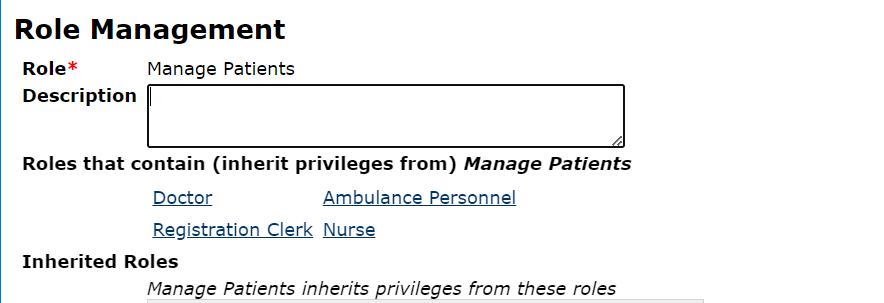 Role Management
Role* Manage Patients
Description
Roles that contain (inherit privileges from) Manage Patients
Doctor Ambulance Personnel
Registration Clerk Nurse
Inherited Roles
Manage Patients inherits privileges from these roles